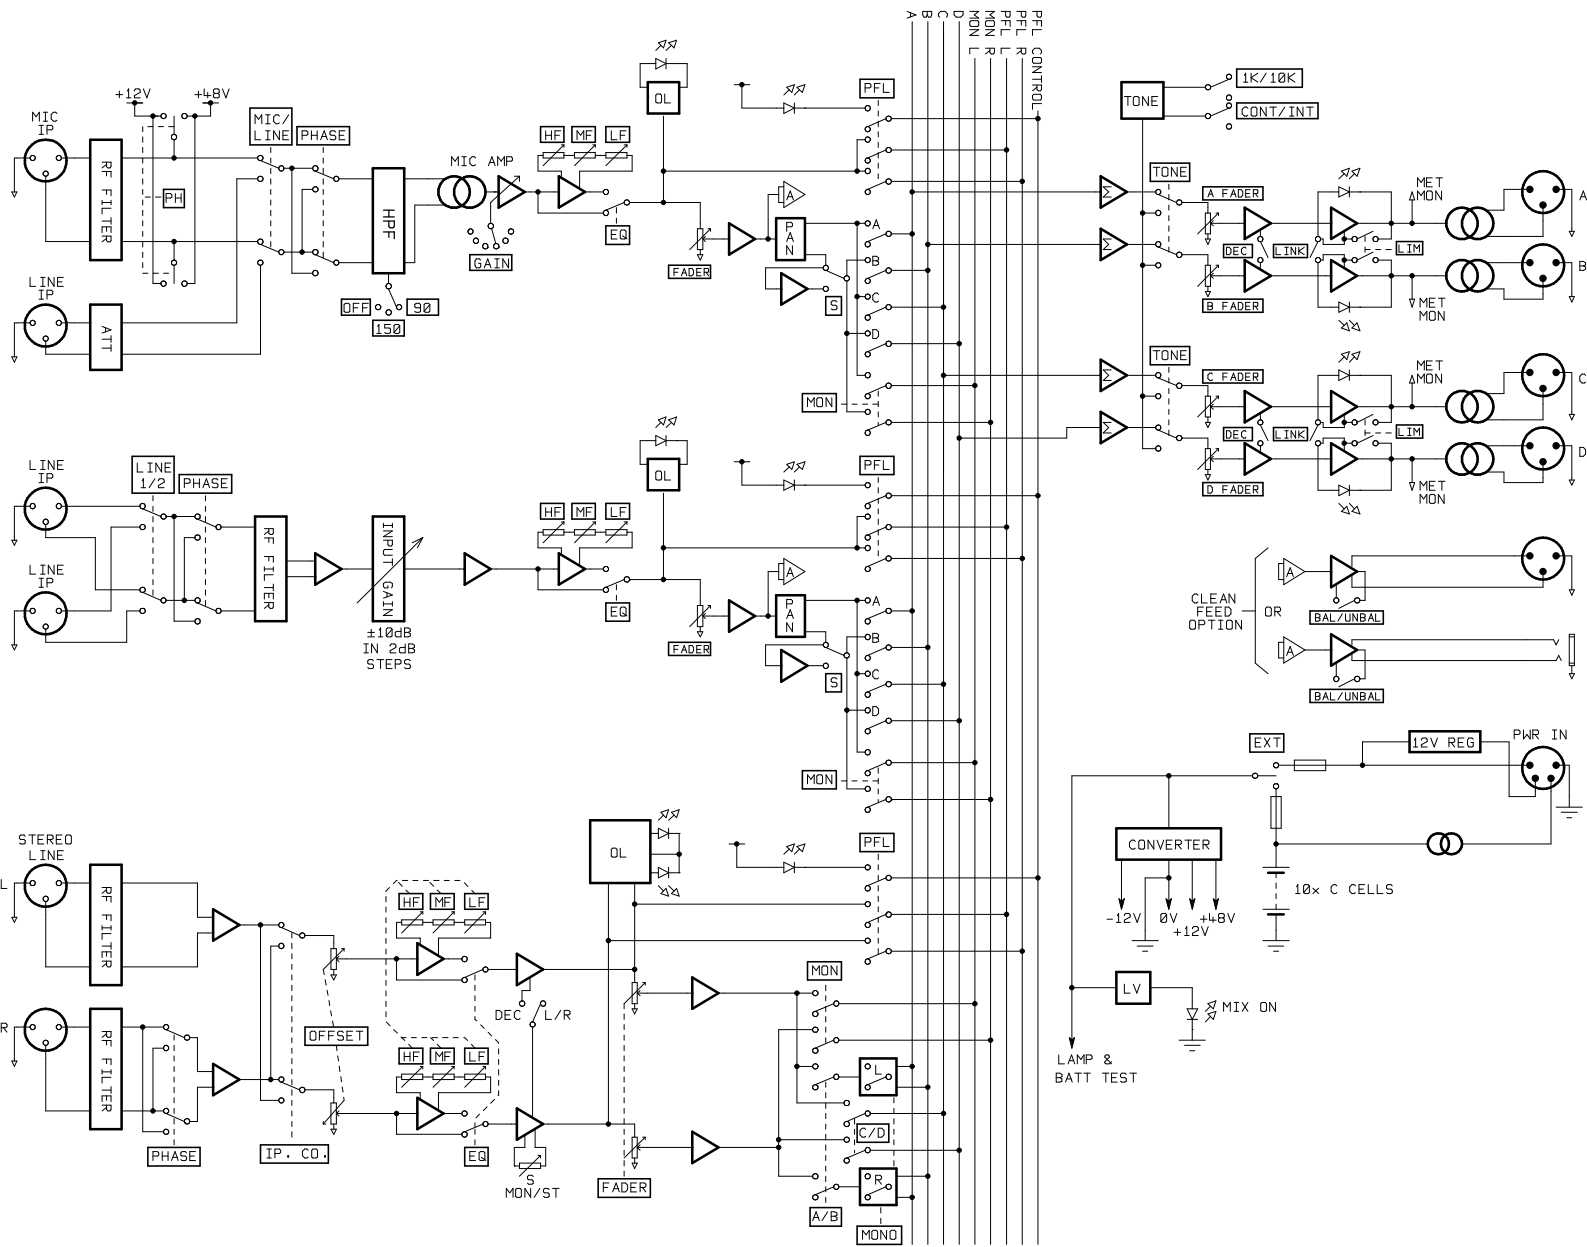 A
B
C
D
MON L
MON R
PFL L
PFL R
PFL CONTROL
+12V
+48V
MIC
IP
RF FILTER
PH
MIC/
LINE
PHASE
HPF
OFF
150
90
MIC AMP
GAIN
HF
MF
LF
EQ
OL
FADER
A
PAN
S
PFL
A
B
C
D
MON
LINE
IP
ATT
LINE
IP
LINE
IP
LINE
1/2
PHASE
RF FILTER
INPUT GAIN
±10dB
IN 2dB
STEPS
HF
MF
LF
EQ
OL
FADER
A
PAN
S
PFL
A
B
C
D
MON
STEREO
LINE
L
RF FILTER
R
RF FILTER
PHASE
IP. CO.
OFFSET
HF
MF
LF
HF
MF
LF
EQ
DEC
L/R
S
MON/ST
OL
FADER
PFL
MON
L
C/D
R
A/B
MONO
TONE
1K/10K
CONT/INT
Σ
Σ
TONE
A FADER
DEC
LINK
LIM
B FADER
MET
MON
MET
MON
A
B
Σ
Σ
TONE
C FADER
DEC
LINK
LIM
D FADER
MET
MON
MET
MON
C
D
CLEAN
FEED
OPTION
OR
A
BAL/UNBAL
A
BAL/UNBAL
EXT
12V REG
PWR IN
CONVERTER
-12V
0V
+12V
+48V
10x C CELLS
LV
MIX ON
LAMP &
BATT TEST